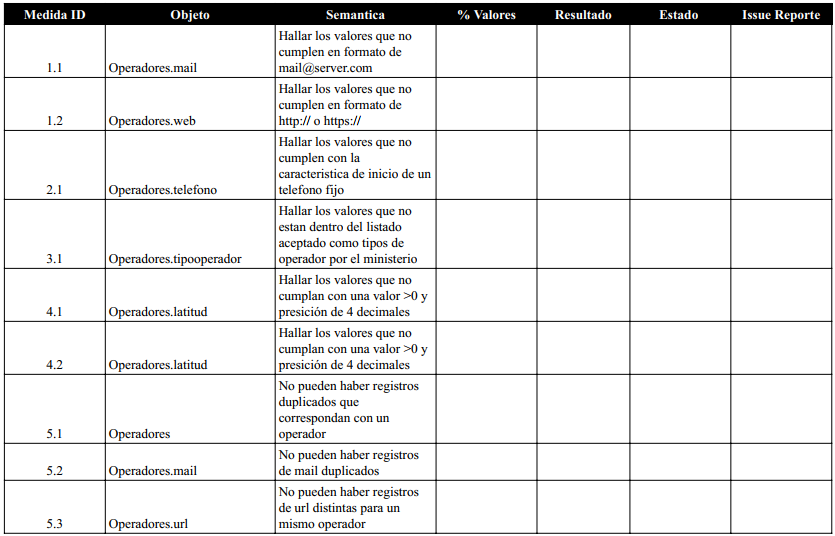 Medida ID Objeto Semantica % Valores Resultado Estado Issue Reporte
Hallar los valores que no
cumplen en formato de
1.1 Operadores.mail mail@server.com
Hallar los valores que no
cumplen en formato de
1.2 Operadores.web http:// o https://
Hallar los valores que no
cumplen con la
caracteristica de inicio de un
2.1 Operadores.telefono telefono fijo
Hallar los valores que no
estan dentro del listado
aceptado como tipos de
3.1 Operadores.tipooperador operador por el ministerio
Hallar los valores que no
cumplan con una valor >0 y
4.1 Operadores.latitud presición de 4 decimales
Hallar los valores que no
cumplan con una valor >0 y
4.2 Operadores.latitud presición de 4 decimales
No pueden haber registros
duplicados que
correspondan con un
5.1 Operadores operador
No pueden haber registros
5.2 Operadores.mail de mail duplicados
No pueden haber registros
de url distintas para un
5.3 Operadores.url mismo operador